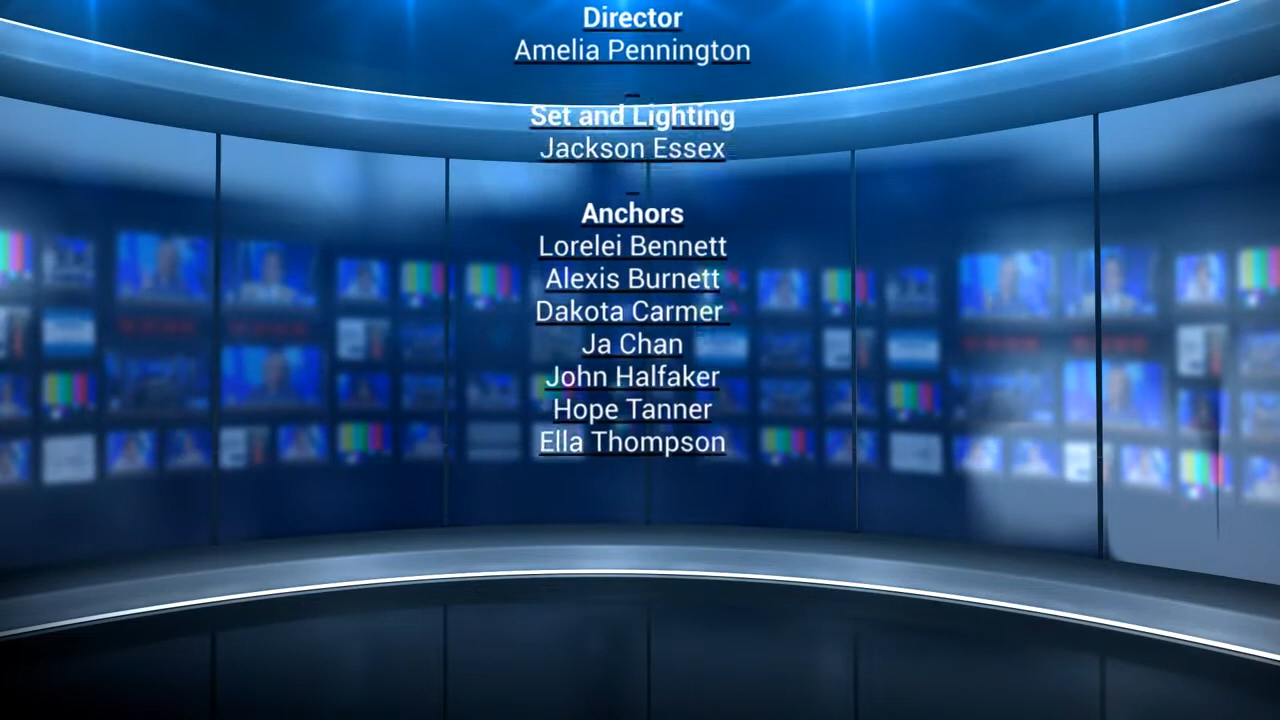 Director
Amelia Pennington
Set and Lighting
Jackson Essex
Anchors
Lorelei Bennett
Alexis Burnett
Dakota Carmer
Ja Chan
John Halfaker
Hope Tanner
Ella Thompson